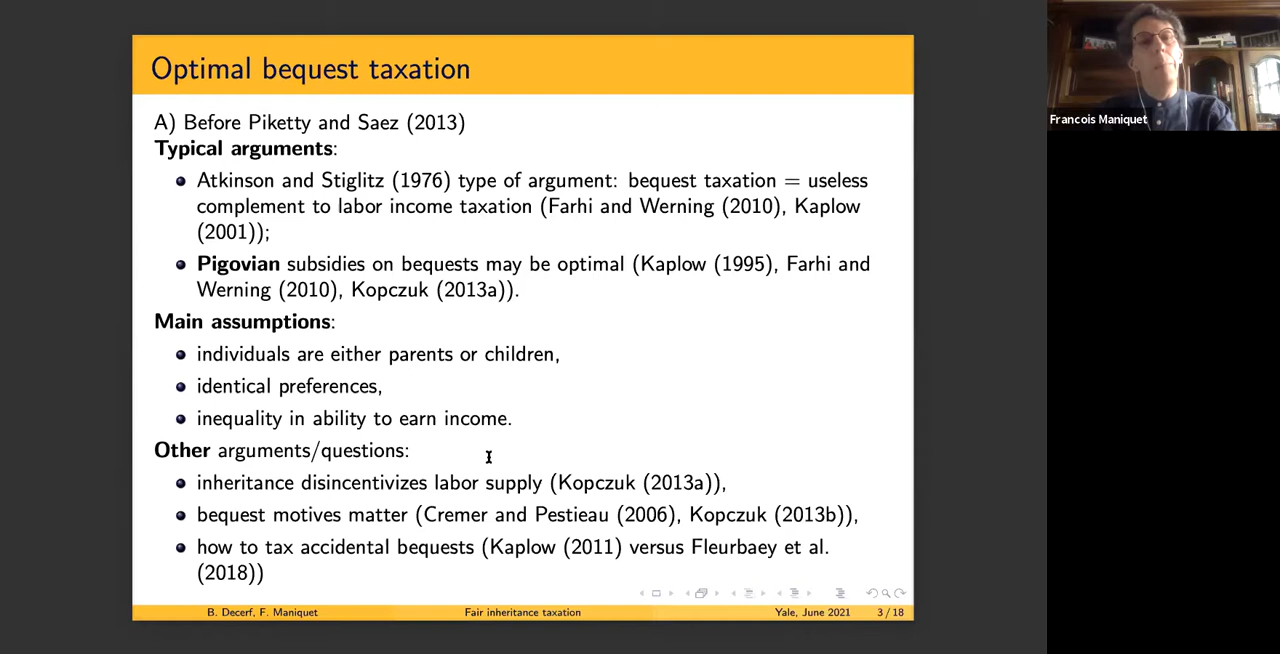 Optimal bequest taxation
A) Before Piketty and Saez (2013)
Typical arguments:
Atkinson and Stiglitz (1976) type of argument: bequest taxation = useless
complement to labor income taxation (Farhi and Werning (2010), Kaplow
(2001));
Pigovian subsidies on bequests may be optimal (Kaplow (1995), Farhi and
Werning (2010), Kopczuk (2013a)).
Main assumptions:
individuals are either parents or children,
identical preferences,
inequality in ability to earn income.
Other arguments/questions:
inheritance disincentivizes labor supply (Kopczuk (2013a)),
bequest motives matter (Cremer and Pestieau (2006), Kopczuk (2013b)),
how to tax accidental bequests (Kaplow (2011) versus Fleurbaey et al.
(2018))
B. Decerf, F. Maniquet Fair inheritance taxation Yale, June 2021 3 / 18
Francois Maniquet